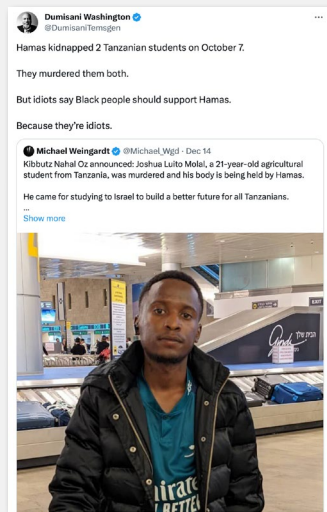 Dumisani Washington
@DumisaniTemsgen
Hamas kidnapped 2 Tanzanian students on October 7.
They murdered them both.
But idiots say Black people should support Hamas.
Because they're idiots.
Michael Weingardt @Michael_Wgd · Dec 14
Kibbutz Nahal Oz announced: Joshua Luito Molal, a 21-year-old agricultural
student from Tanzania, was murdered and his body is being held by Hamas.
He came for studying to Israel to build a better future for all Tanzanians.
...
Show more
EXIT
Gindi